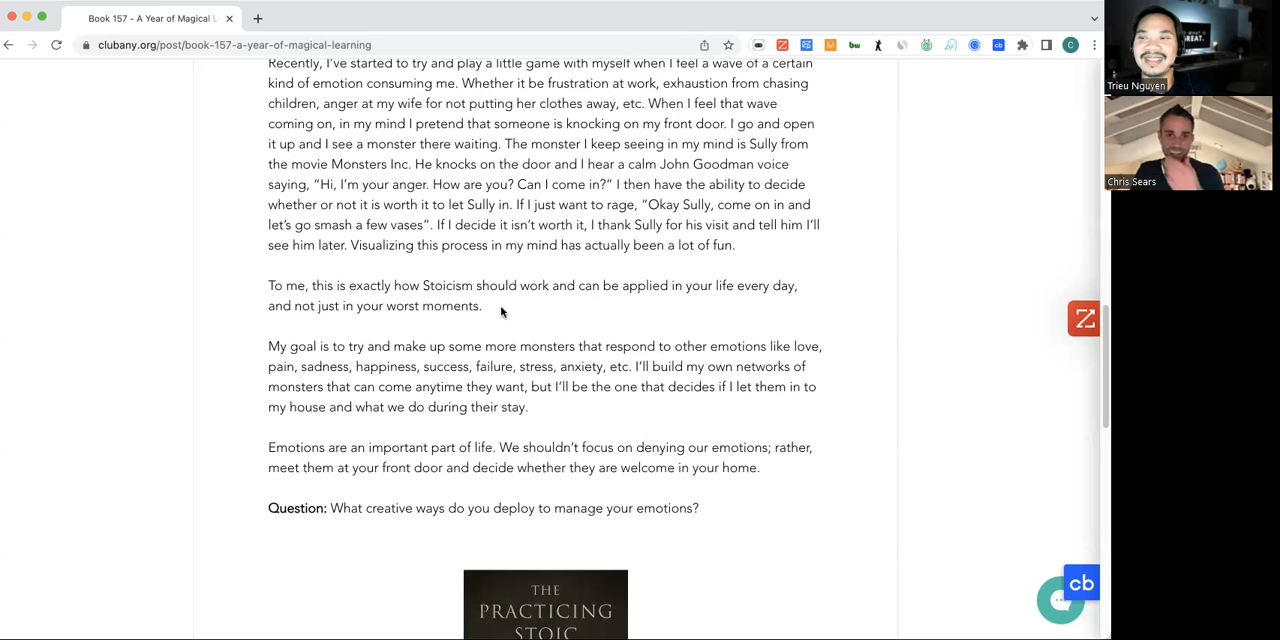 Book 157 - A Year of Magical L
clubany.org/post/book-157-a-year-of-magical-learning
Recently, I've started to try and play a little game with myself when I feel a wave of a certain
kind of emotion consuming me. Whether it be frustration at work, exhaustion from chasing
children, anger at my wife for not putting her clothes away, etc. When I feel that wave
coming on, in my mind I pretend that someone is knocking on my front door. I go and open
it up and I see a monster there waiting. The monster I keep seeing in my mind is Sully from
the movie Monsters Inc. He knocks on the door and I hear a calm John Goodman voice
saying, “Hi, I'm your anger. How are you? Can I come in?” I then have the ability to decide
whether or not it is worth it to let Sully in. If I just want to rage, “Okay Sully, come on in and
let's go smash a few vases”. If I decide it isn't worth it, I thank Sully for his visit and tell him I'll
see him later. Visualizing this process in my mind has actually been a lot of fun.
To me, this is exactly how Stoicism should work and can be applied in your life every day,
and not just in your worst moments.
My goal is to try and make up some more monsters that respond to other emotions like love,
pain, sadness, happiness, success, failure, stress, anxiety, etc. I'll build my own networks of
monsters that can come anytime they want, but I'll be the one that decides if I let them in to
my house and what we do during their stay.
Emotions are an important part of life. We shouldn't focus on denying our emotions; rather,
meet them at your front door and decide whether they are welcome in your home.
Question: What creative ways do you deploy to manage your emotions?
THE
PRACTICING
STOIC
Trieu Nguyen
Chris Sears
C
M
bw
cb
cb